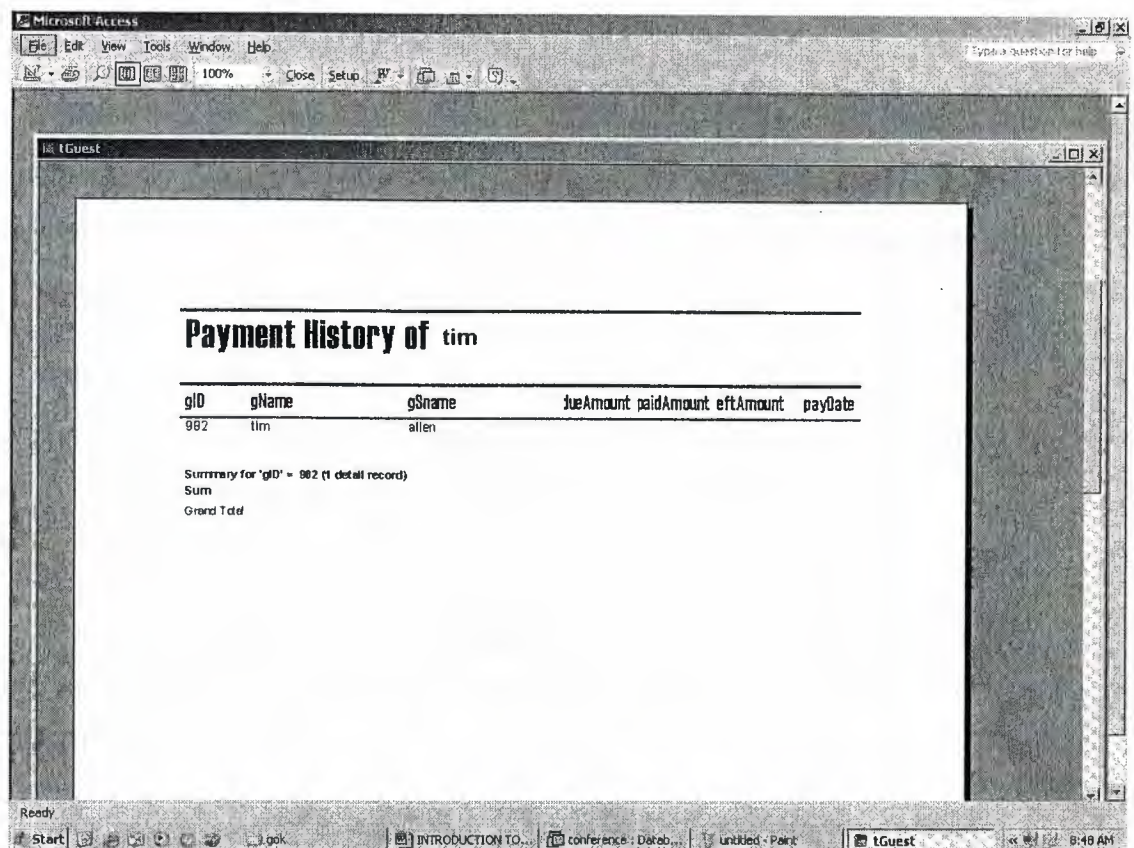 Microsoft Access
File Edit View Tools Window Help
Type a question for help
100% Close Setup
tGuest
Payment History of tim
gID gName gSname dueAmount paidAmount eftAmount payDate
982 tim allen
Summary for 'gID' = 982 (1 detail record)
Sum
Grand Total
Ready
Start gok INTRODUCTION TO... conference : Datab... untitled - Paint tGuest 8:48 AM